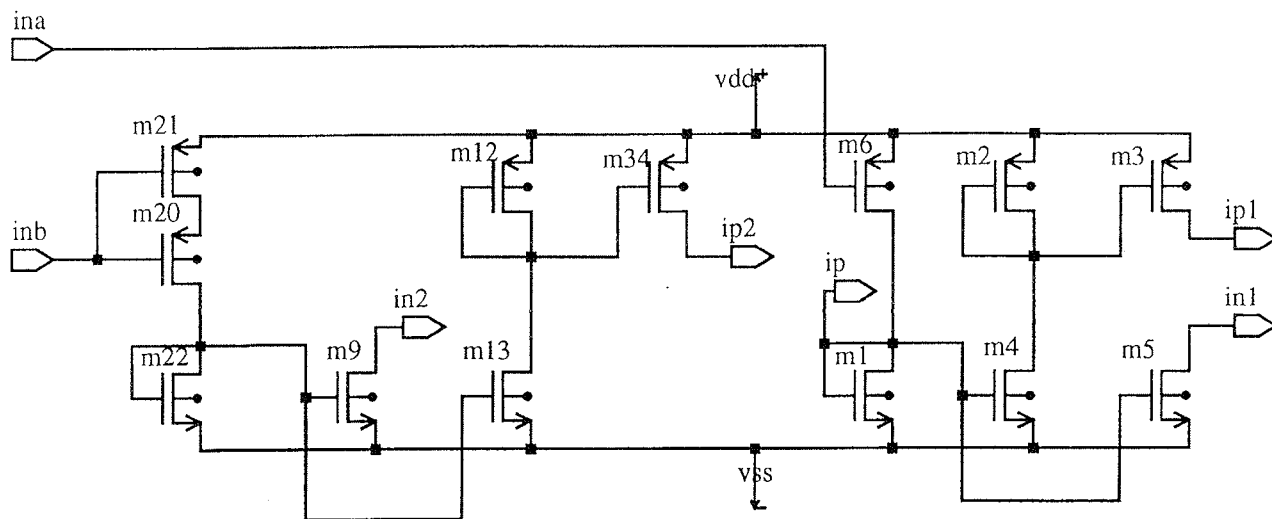 ina
vdd+
m21
m12
m34
m6
m2
m3
m20
inb
ip2
ip1
ip
in2
in1
m22
m9
m13
m1
m4
m5
vss
-